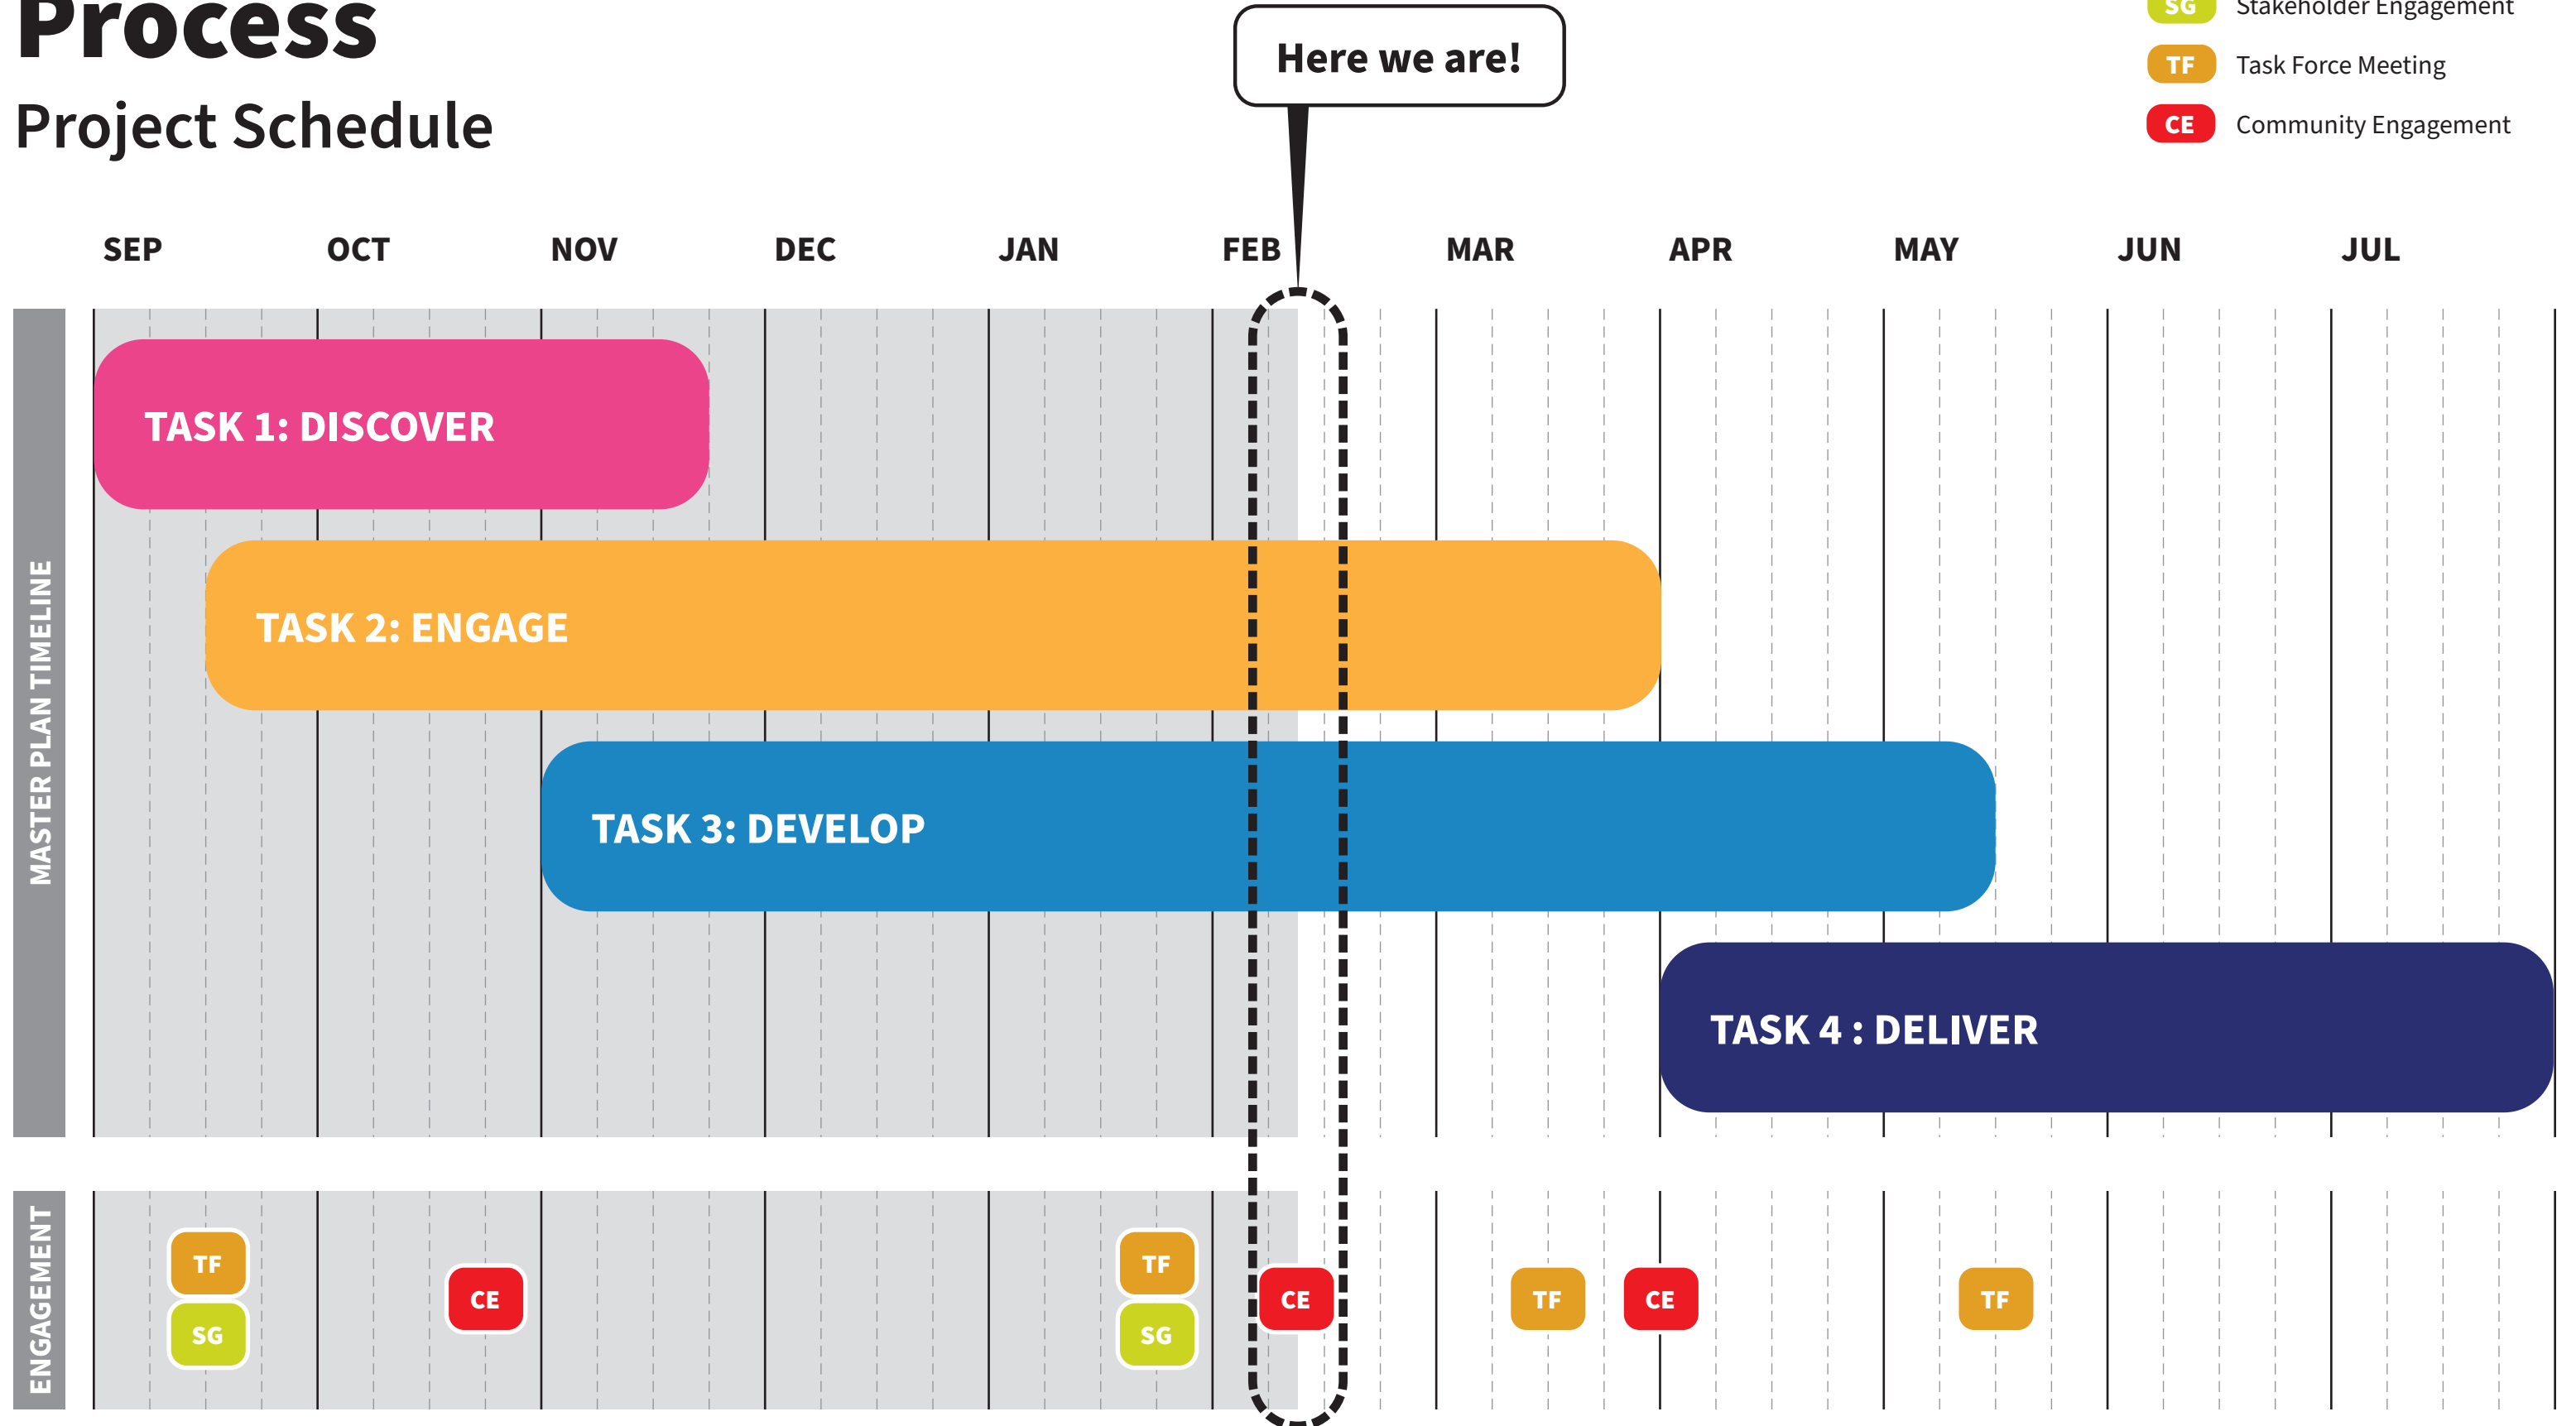 Process
Project Schedule
Here we are!
SG Stakeholder Engagement
TF Task Force Meeting
CE Community Engagement
SEP OCT NOV DEC JAN FEB MAR APR MAY JUN JUL
MASTER PLAN TIMELINE
TASK 1: DISCOVER
TASK 2: ENGAGE
TASK 3: DEVELOP
TASK 4 : DELIVER
ENGAGEMENT
TF
SG
CE
TF
SG
CE
TF
CE
TF